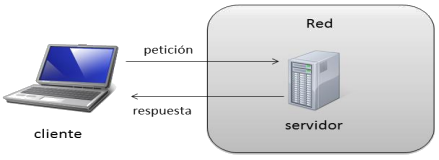 Red
petición
respuesta
cliente
servidor